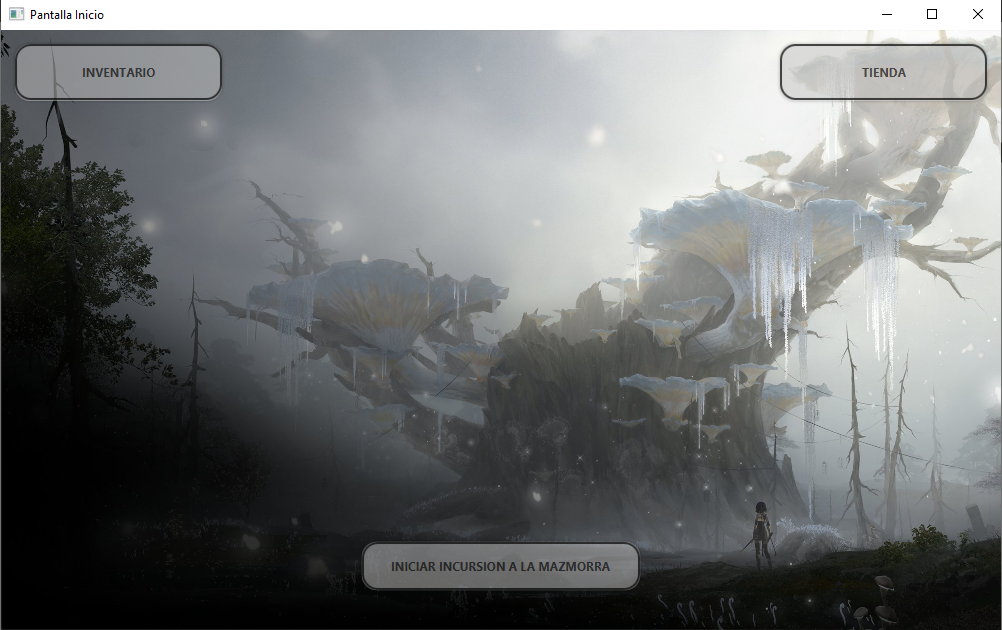 Pantalla Inicio
INVENTARIO
TIENDA
INICIAR INCURSION A LA MAZMORRA